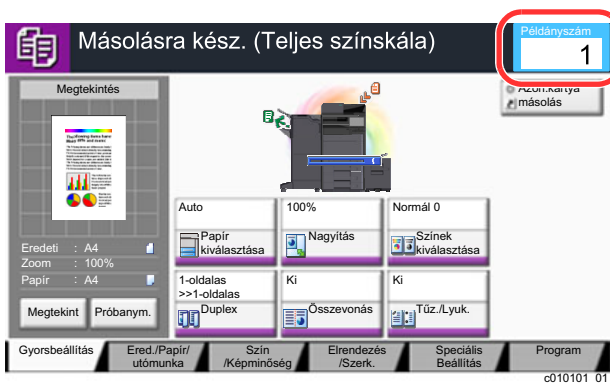 Másolásra kész. (Teljes színskála)
Példányszám
1
Megtekintés
Azon.kártya
másolás
Eredeti : A4
Zoom : 100%
Papír : A4
Megtekint
Próbanym.
Auto
Papír
kiválasztása
100%
Nagyítás
Normál 0
Színek
kiválasztása
1-oldalas
>>1-oldalas
Duplex
Ki
Összevonás
Ki
Tűz./Lyuk.
Gyorsbeállítás
Ered./Papír/
utómunka
Szín
/Képminőség
Elrendezés
/Szerk.
Speciális
Beállítás
Program
c010101_01